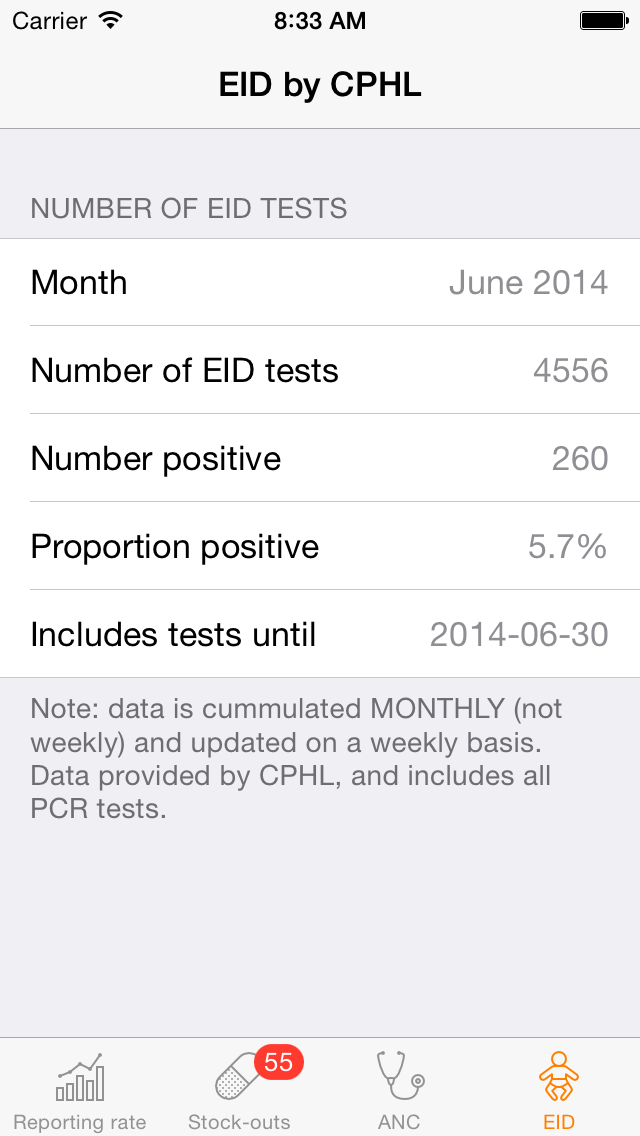 Carrier 8:33 AM
EID by CPHL
NUMBER OF EID TESTS
Month June 2014
Number of EID tests 4556
Number positive 260
Proportion positive 5.7%
Includes tests until 2014-06-30
Note: data is cummulated MONTHLY (not
weekly) and updated on a weekly basis.
Data provided by CPHL, and includes all
PCR tests.
55
Reporting rate Stock-outs ANC EID